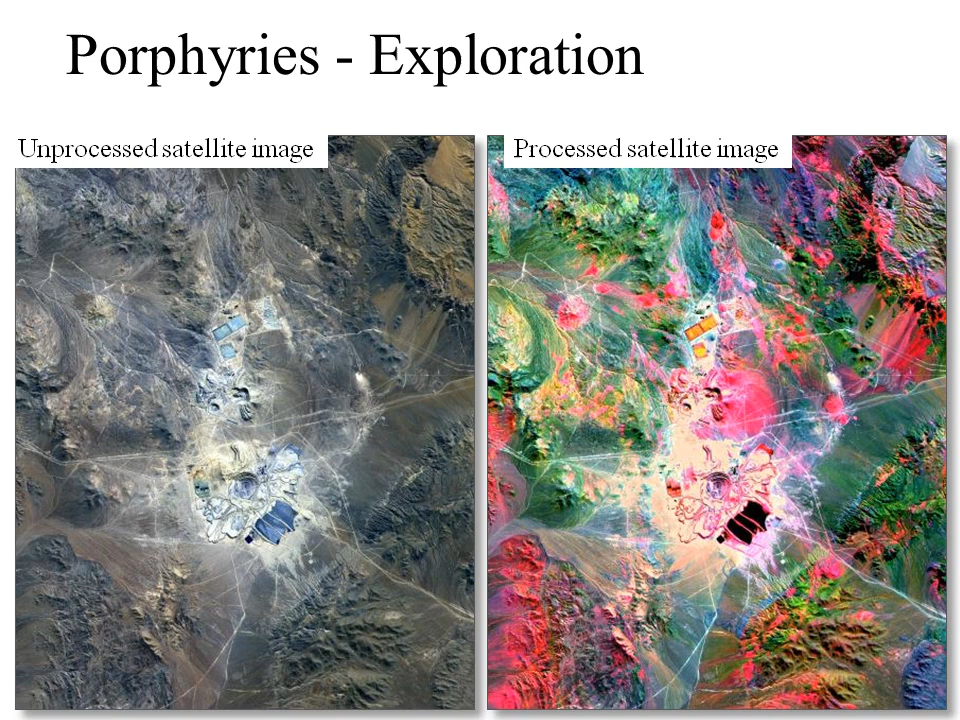 Porphyries - Exploration
Unprocessed satellite image
Processed satellite image